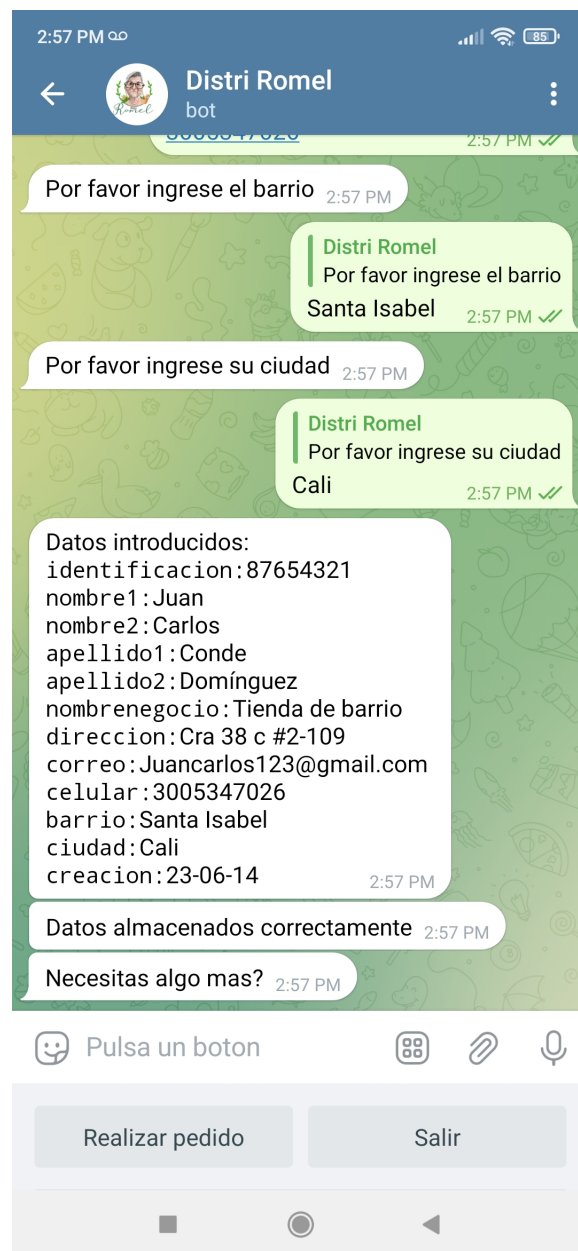 2:57 PM
85
Distri Romel
bot
Romel
2:57 PM
Por favor ingrese el barrio 2:57 PM
Distri Romel
Por favor ingrese el barrio
Santa Isabel 2:57 PM
Por favor ingrese su ciudad 2:57 PM
Distri Romel
Por favor ingrese su ciudad
Cali 2:57 PM
Datos introducidos:
identificacion:87654321
nombre1:Juan
nombre2:Carlos
apellido1:Conde
apellido2:Domínguez
nombrenegocio:Tienda de barrio
direccion:Cra 38 c #2-109
correo:Juancarlos123@gmail.com
celular:3005347026
barrio:Santa Isabel
ciudad:Cali
creacion:23-06-14 2:57 PM
Datos almacenados correctamente 2:57 PM
Necesitas algo mas? 2:57 PM
Pulsa un boton
Realizar pedido Salir